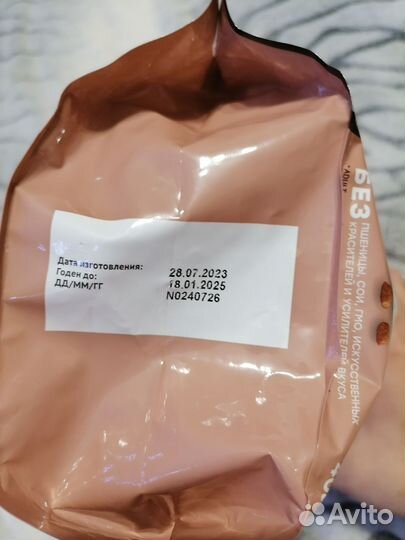 Дата изготовления: 28.07.2023
Годен до: 18.01.2025
ДД/ММ/ГГ N0240726
БЕЗ
ПШЕНИЦЫ, СОИ, ГМО, ИСКУССТВЕННЫХ
КРАСИТЕЛЕЙ И УСИЛИТЕЛЕЙ ВКУСА
Avito